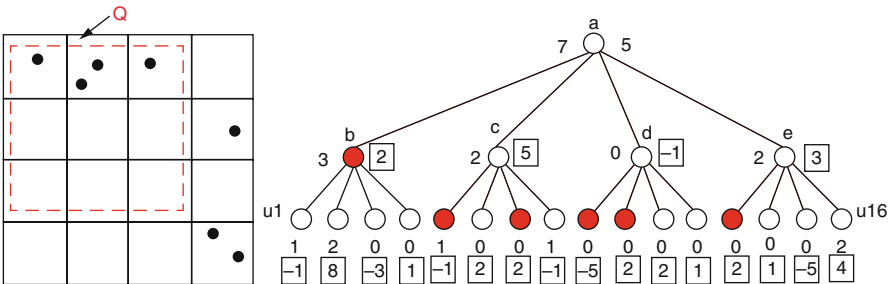 Q
a
7 5
b c d e
3 2 2 5 0 –1 2 3
u1 u16
1 2 0 0 1 0 0 1 0 0 0 0 0 0 0 2
–1 8 –3 1 –1 2 2 –1 –5 2 2 1 2 1 –5 4